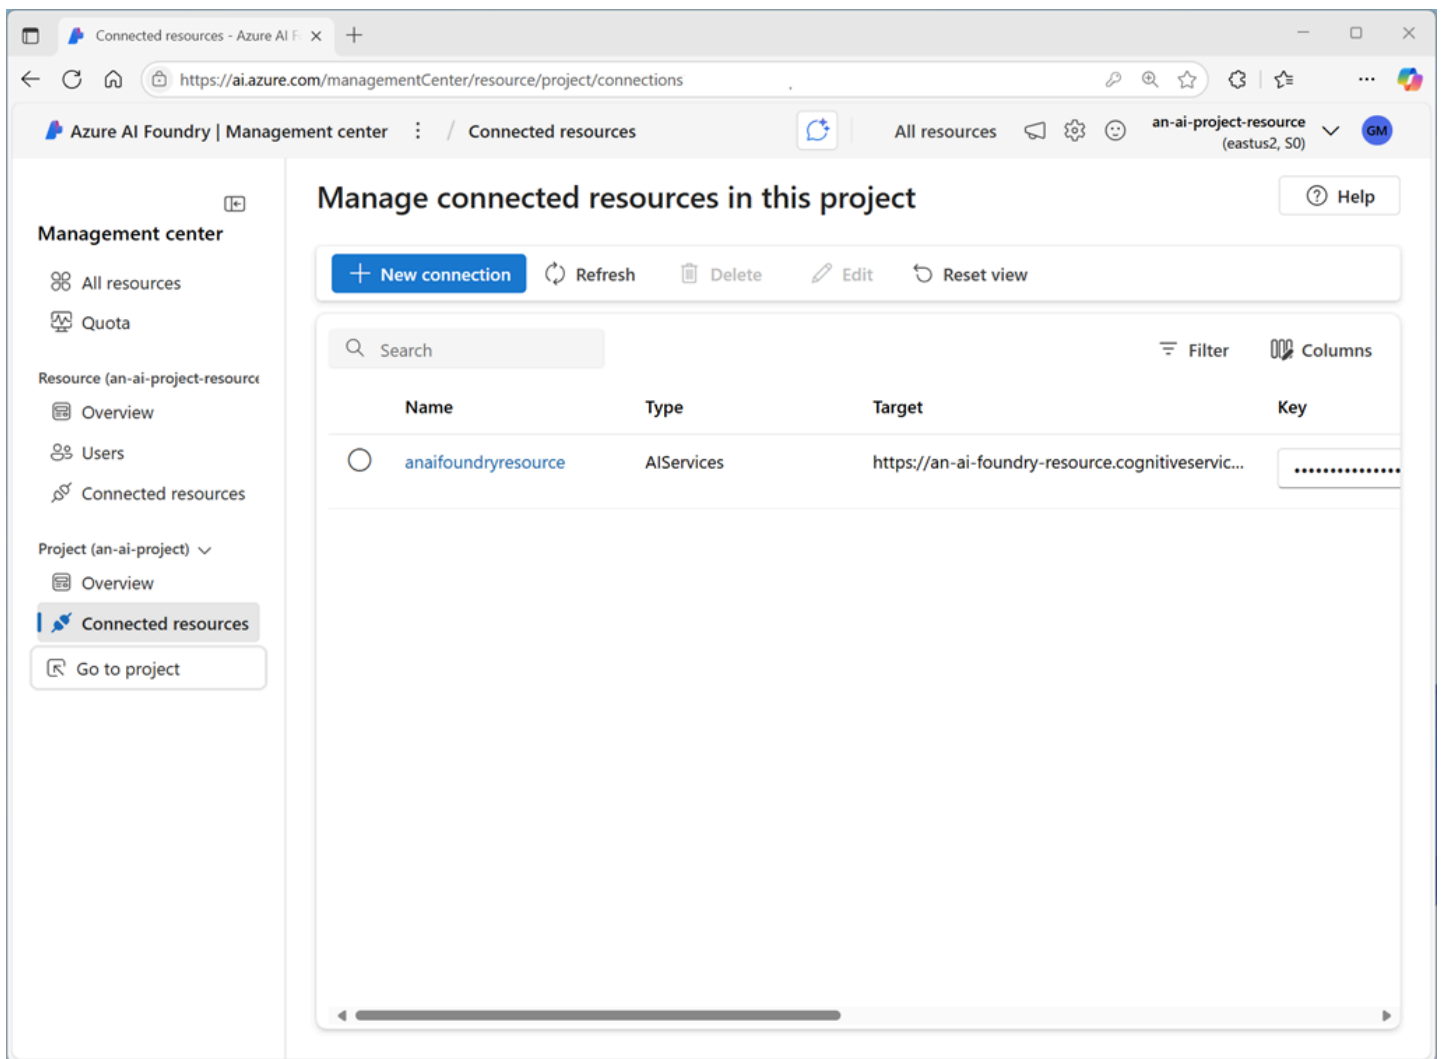 Connected resources - Azure AI F
https://ai.azure.com/managementCenter/resource/project/connections
Azure AI Foundry | Management center / Connected resources
All resources
an-ai-project-resource
(eastus2, S0)
GM
Management center
All resources
Quota
Resource (an-ai-project-resource
Overview
Users
Connected resources
Project (an-ai-project)
Overview
Connected resources
Go to project
Manage connected resources in this project
Help
New connection Refresh Delete Edit Reset view
Search Filter Columns
Name Type Target Key
anaifoundryresource AIServices https://an-ai-foundry-resource.cognitiveservic... ••••••••••••••